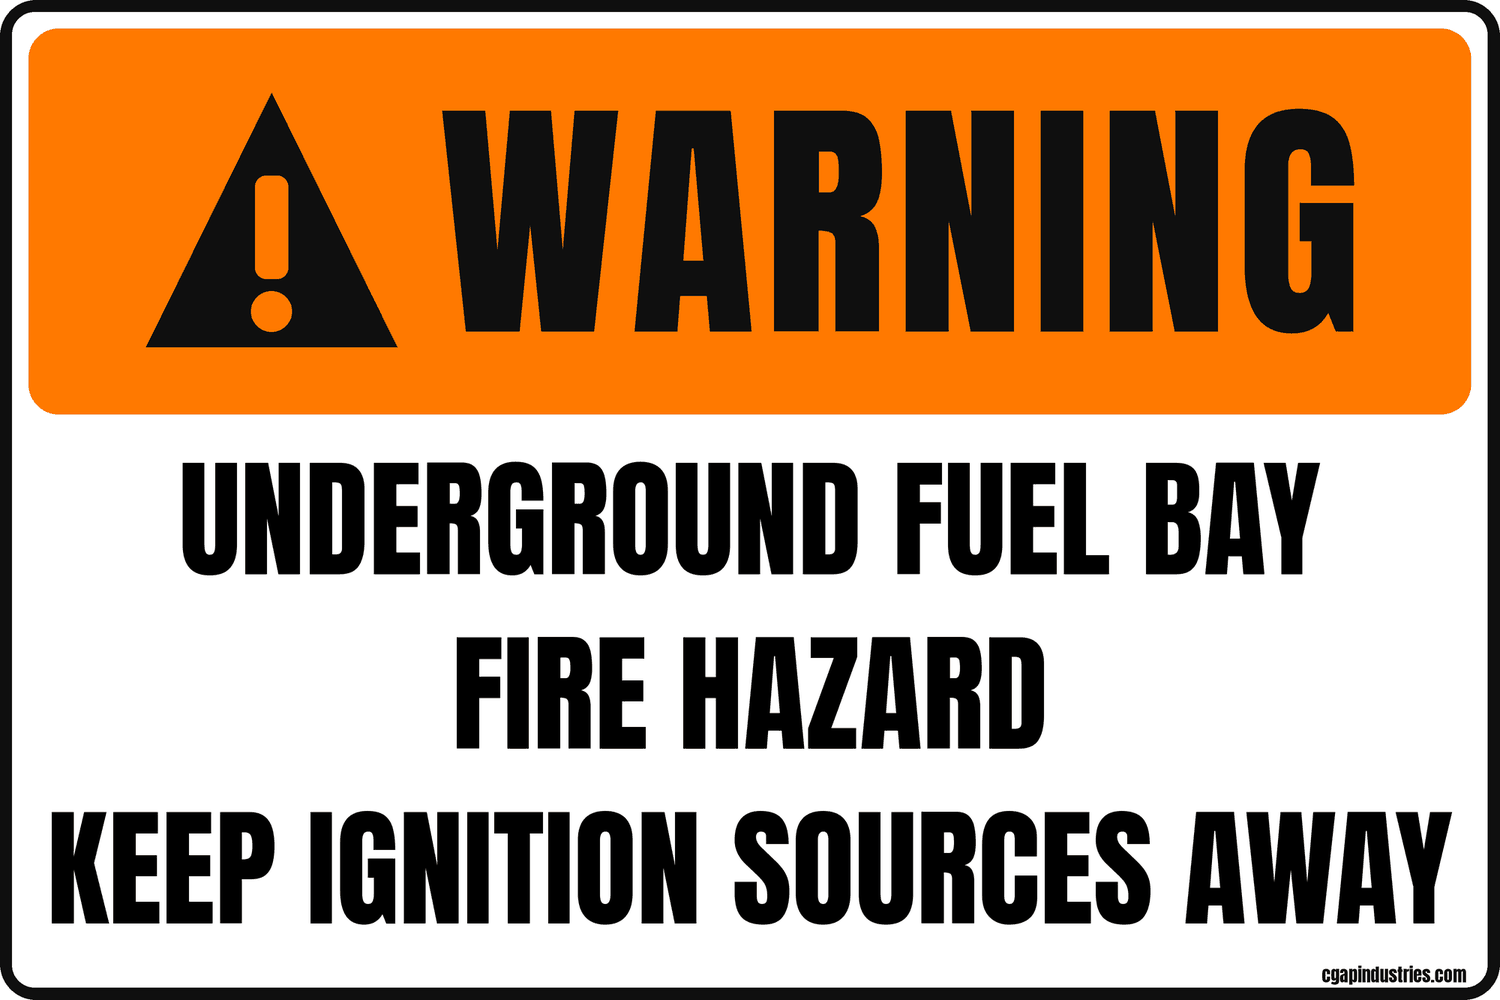 WARNING
UNDERGROUND FUEL BAY
FIRE HAZARD
KEEP IGNITION SOURCES AWAY
cgapindustries.com